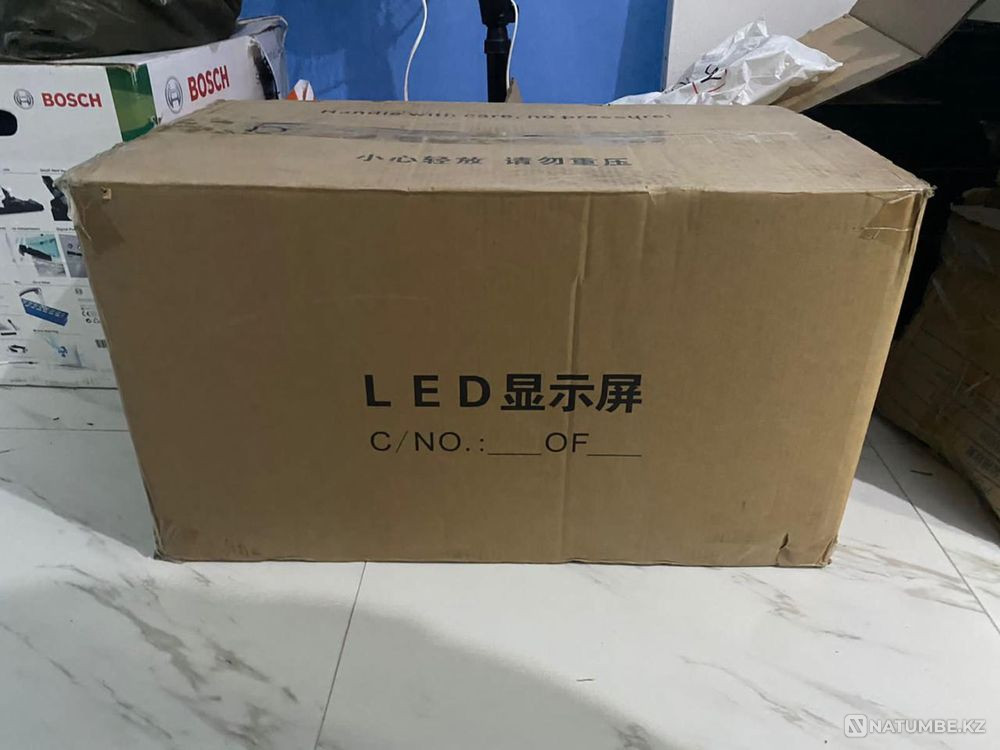 BOSCH
BOSCH
Handle with care, no pressure!
小心轻放 请勿重压
LED显示屏
C/NO.:___OF___
NATUMBE.KZ